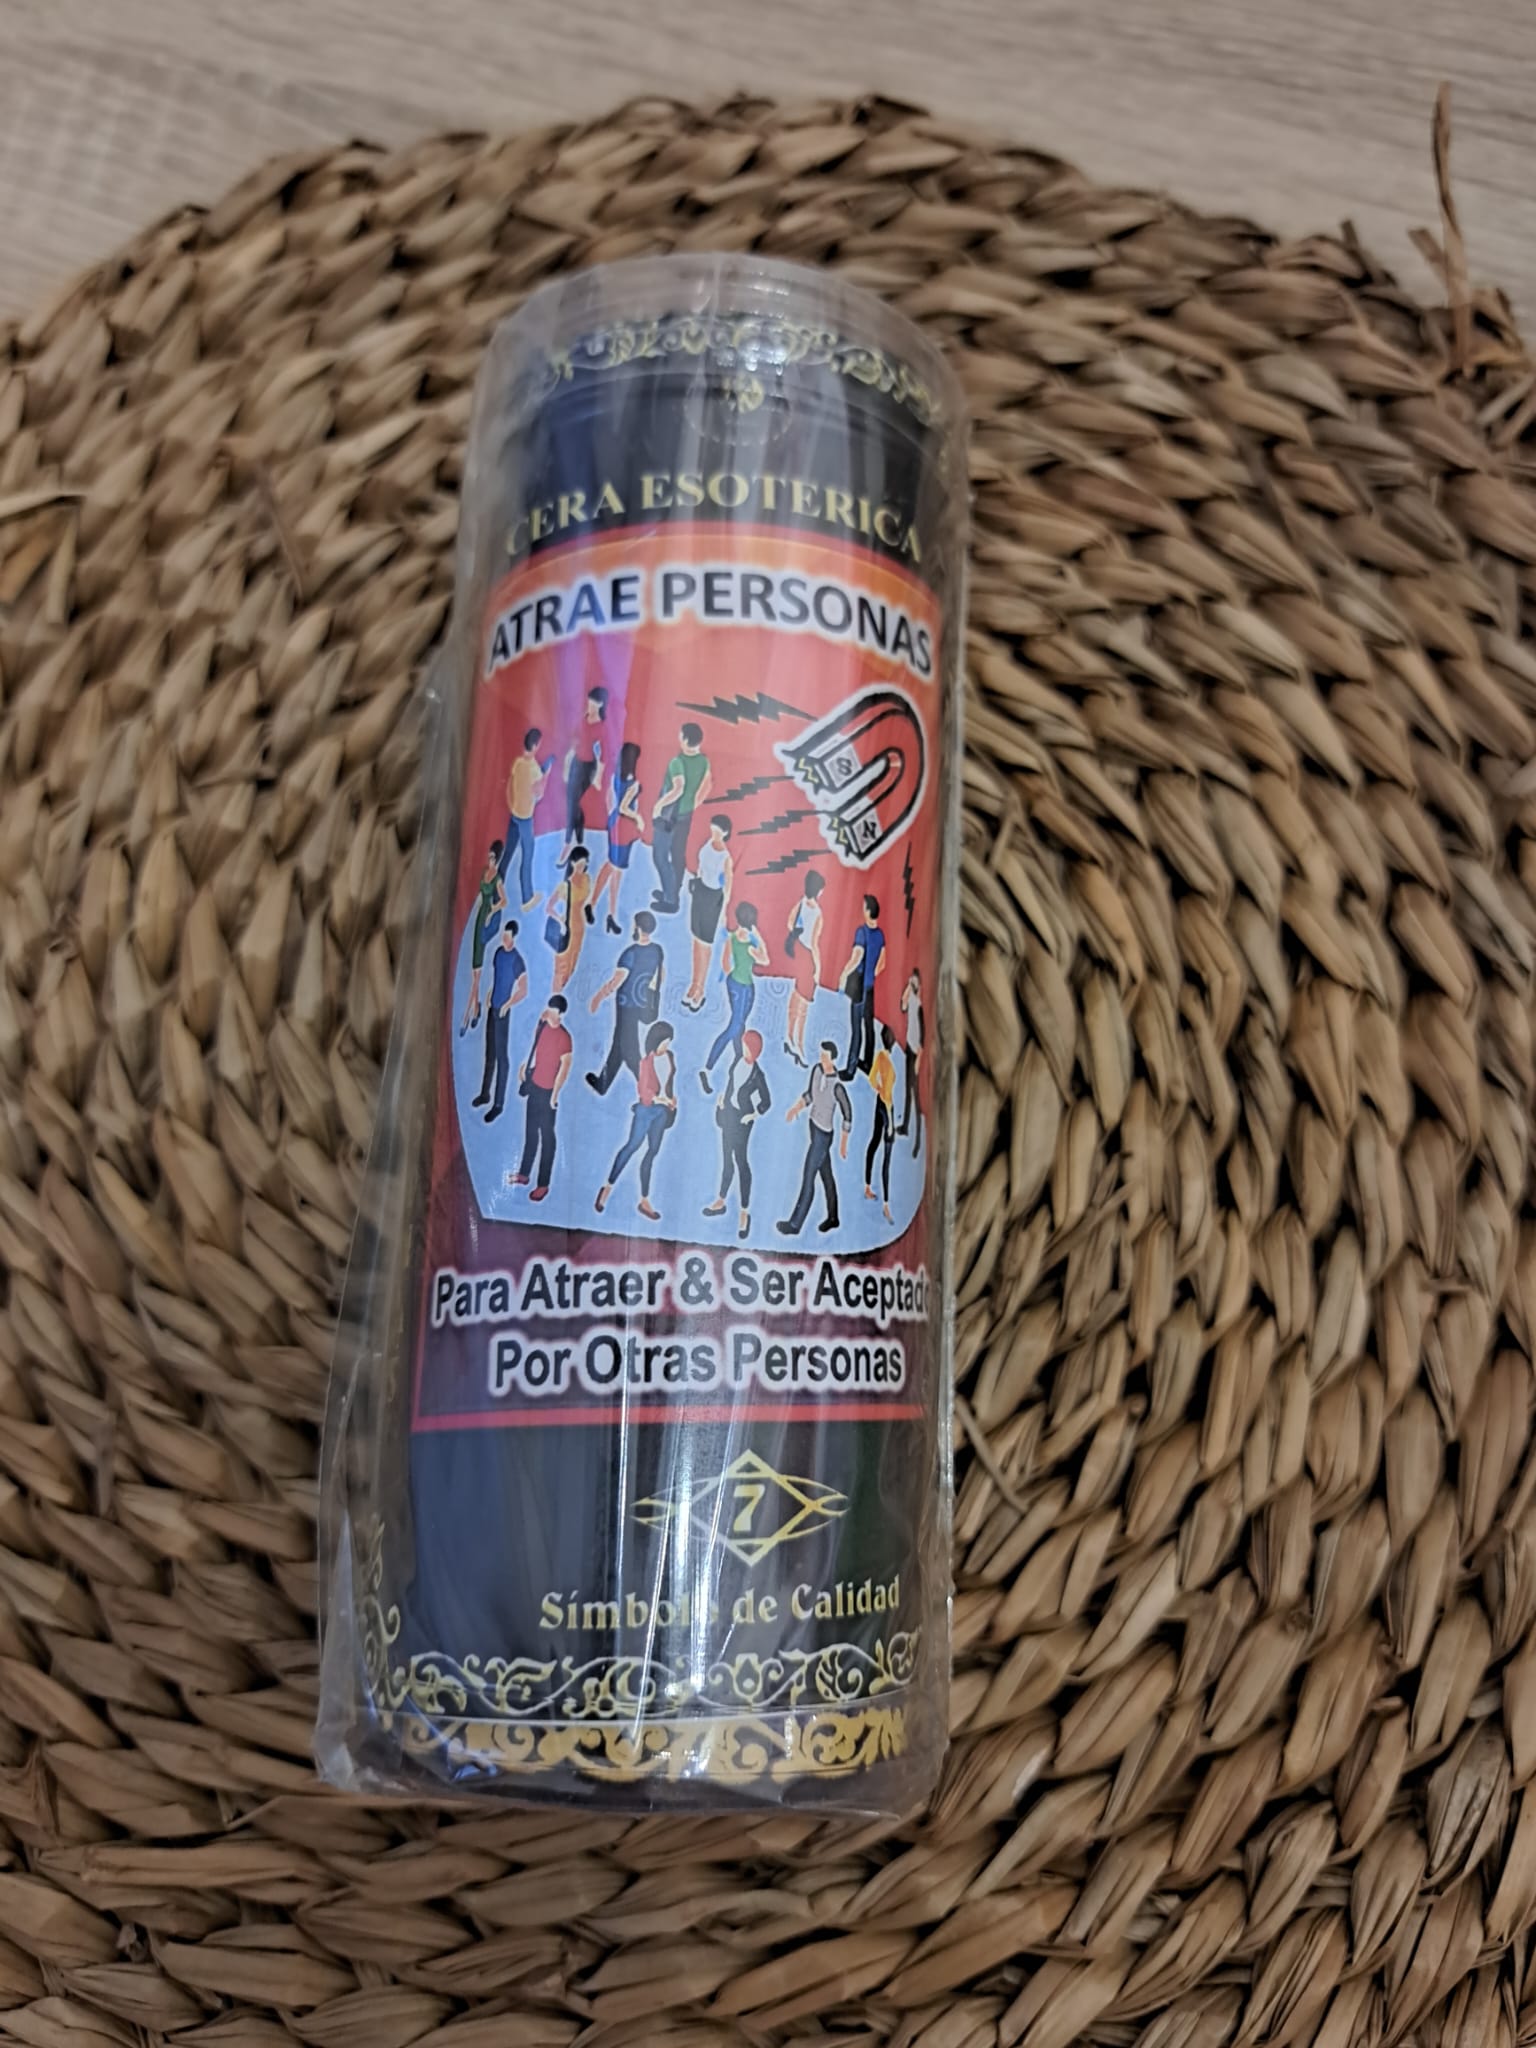 CERA ESOTERICA
ATRAE PERSONAS
S
N
Para Atraer & Ser Aceptado
Por Otras Personas
7
Símbolo de Calidad